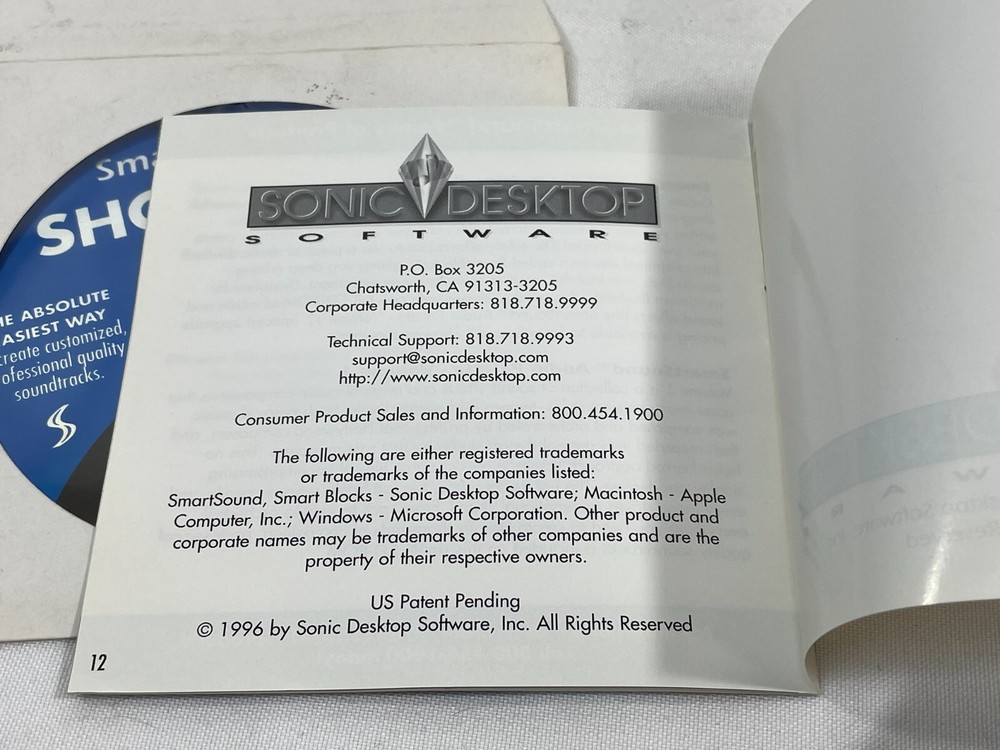 SONIC DESKTOP
SOFTWARE
P.O. Box 3205
Chatsworth, CA 91313-3205
Corporate Headquarters: 818.718.9999
Technical Support: 818.718.9993
support@sonicdesktop.com
http://www.sonicdesktop.com
Consumer Product Sales and Information: 800.454.1900
The following are either registered trademarks
or trademarks of the companies listed:
SmartSound, Smart Blocks - Sonic Desktop Software; Macintosh - Apple
Computer, Inc.; Windows - Microsoft Corporation. Other product and
corporate names may be trademarks of other companies and are the
property of their respective owners.
US Patent Pending
© 1996 by Sonic Desktop Software, Inc. All Rights Reserved
12
ABSOLUTE
WAY
customized,
quality
soundtracks.